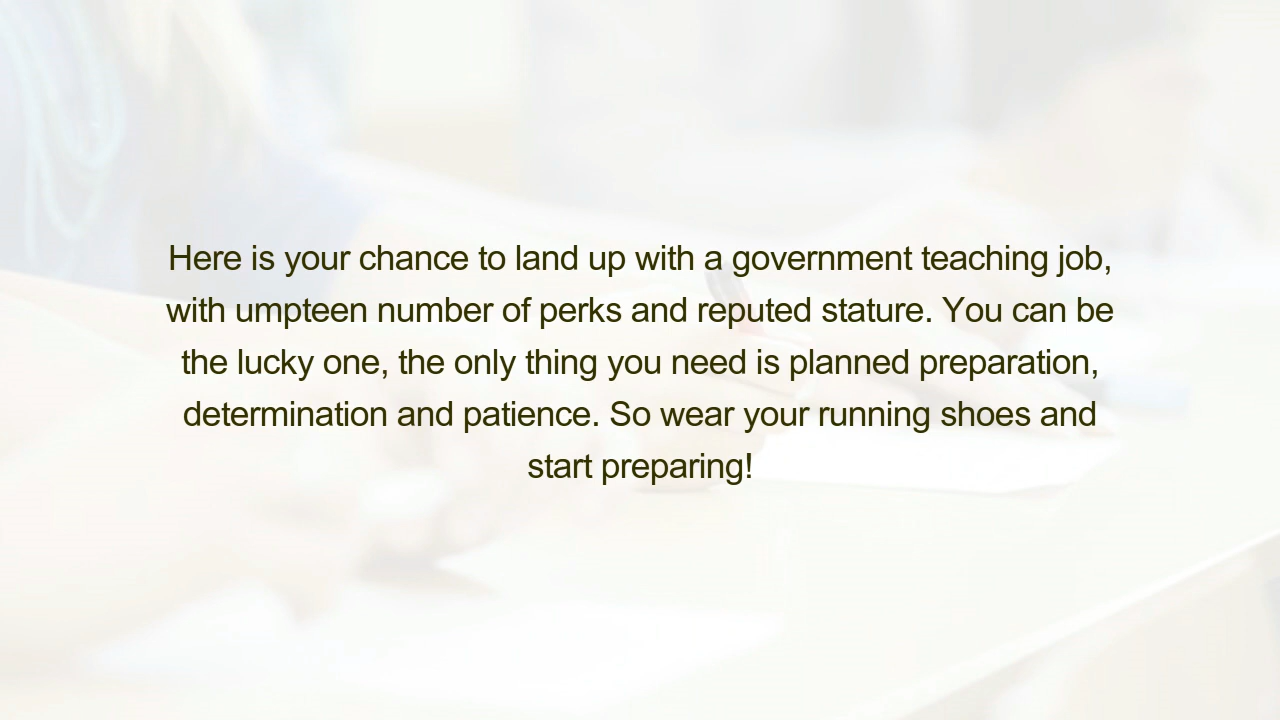 Here is your chance to land up with a government teaching job,
with umpteen number of perks and reputed stature. You can be
the lucky one, the only thing you need is planned preparation,
determination and patience. So wear your running shoes and
start preparing!